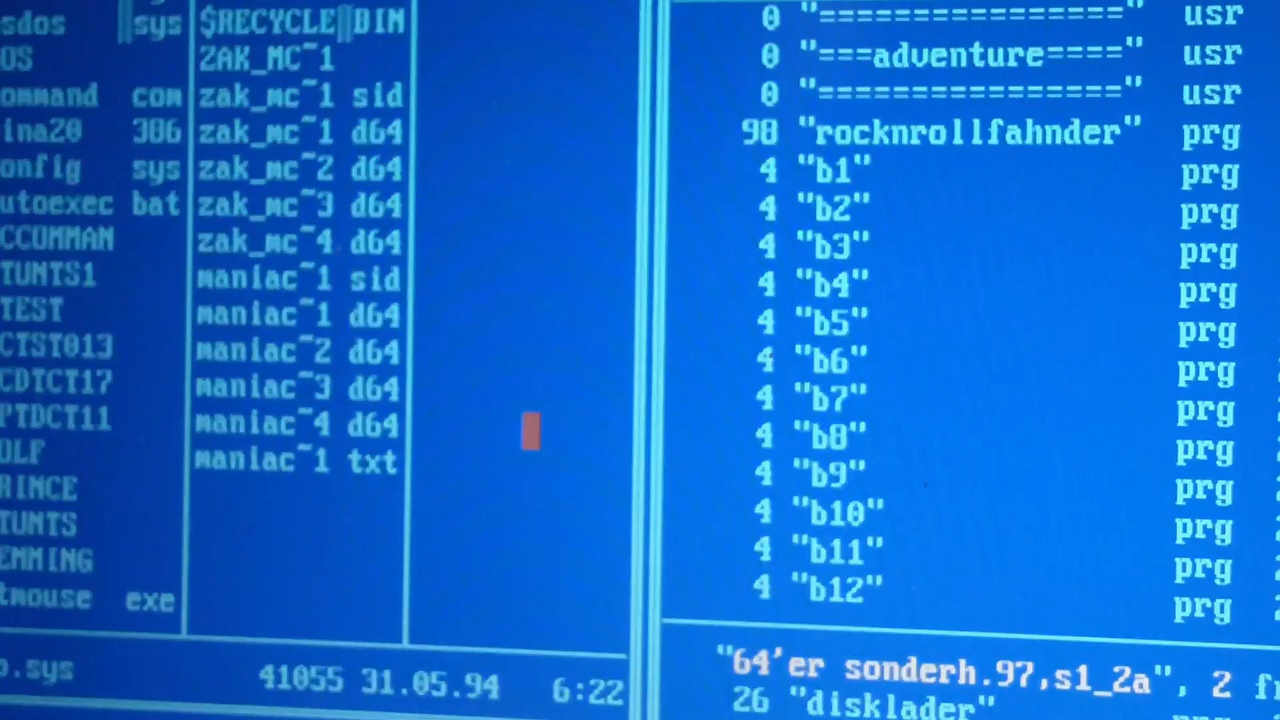 sdos sys $RECYCLE BIN
OS ZAK_MC~1
ommand com zak_mc~1 sid
ina20 386 zak_mc~1 d64
onfig sys zak_mc~2 d64
utoexec bat zak_mc~3 d64
CCOMMAN zak_mc~4 d64
TUNTS1 maniac~1 sid
TEST maniac~1 d64
CTST013 maniac~2 d64
CDTCT17 maniac~3 d64
PTDCT11 maniac~4 d64
OLF maniac~1 txt
RINCE
TUNTS
EMMING
tmouse exe
o.sys 41055 31.05.94 6:22
0 "================" usr
0 "===adventure====" usr
0 "================" usr
98 "rocknrollfahnder" prg
4 "b1" prg
4 "b2" prg
4 "b3" prg
4 "b4" prg
4 "b5" prg
4 "b6" prg
4 "b7" prg
4 "b8" prg
4 "b9" prg
4 "b10" prg
4 "b11" prg
4 "b12" prg
"64'er sonderh.97,s1_2a", 2 fr
26 "disklader"